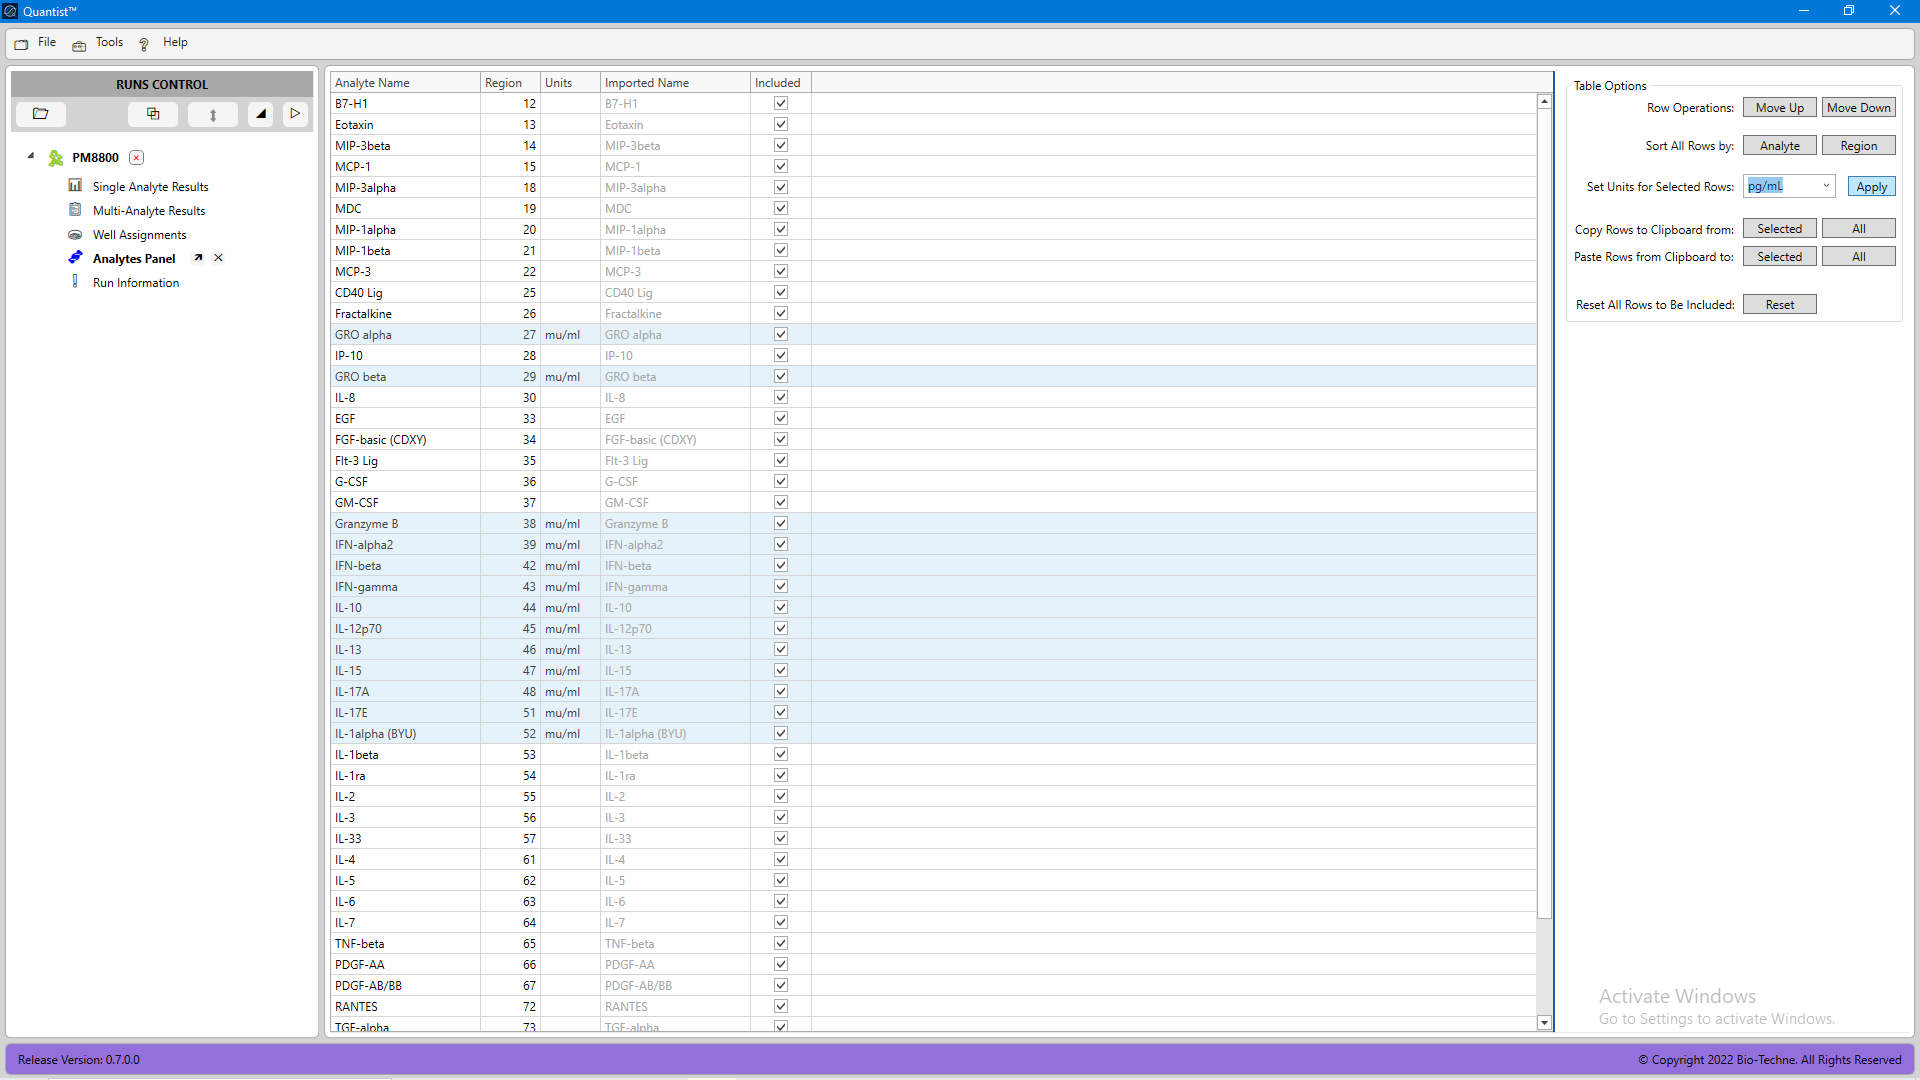 Quantist™
File Tools ? Help
RUNS CONTROL
PM8800
Single Analyte Results
Multi-Analyte Results
Well Assignments
Analytes Panel
Run Information
Analyte Name Region Units Imported Name Included
B7-H1 12 B7-H1
Eotaxin 13 Eotaxin
MIP-3beta 14 MIP-3beta
MCP-1 15 MCP-1
MIP-3alpha 18 MIP-3alpha
MDC 19 MDC
MIP-1alpha 20 MIP-1alpha
MIP-1beta 21 MIP-1beta
MCP-3 22 MCP-3
CD40 Lig 25 CD40 Lig
Fractalkine 26 Fractalkine
GRO alpha 27 mu/ml GRO alpha
IP-10 28 IP-10
GRO beta 29 mu/ml GRO beta
IL-8 30 IL-8
EGF 33 EGF
FGF-basic (CDXY) 34 FGF-basic (CDXY)
Flt-3 Lig 35 Flt-3 Lig
G-CSF 36 G-CSF
GM-CSF 37 GM-CSF
Granzyme B 38 mu/ml Granzyme B
IFN-alpha2 39 mu/ml IFN-alpha2
IFN-beta 42 mu/ml IFN-beta
IFN-gamma 43 mu/ml IFN-gamma
IL-10 44 mu/ml IL-10
IL-12p70 45 mu/ml IL-12p70
IL-13 46 mu/ml IL-13
IL-15 47 mu/ml IL-15
IL-17A 48 mu/ml IL-17A
IL-17E 51 mu/ml IL-17E
IL-1alpha (BYU) 52 mu/ml IL-1alpha (BYU)
IL-1beta 53 IL-1beta
IL-1ra 54 IL-1ra
IL-2 55 IL-2
IL-3 56 IL-3
IL-33 57 IL-33
IL-4 61 IL-4
IL-5 62 IL-5
IL-6 63 IL-6
IL-7 64 IL-7
TNF-beta 65 TNF-beta
PDGF-AA 66 PDGF-AA
PDGF-AB/BB 67 PDGF-AB/BB
RANTES 72 RANTES
TGF-alpha 73 TGF-alpha
Table Options
Row Operations: Move Up Move Down
Sort All Rows by: Analyte Region
Set Units for Selected Rows: pg/mL Apply
Copy Rows to Clipboard from: Selected All
Paste Rows from Clipboard to: Selected All
Reset All Rows to Be Included: Reset
Activate Windows
Go to Settings to activate Windows.
Release Version: 0.7.0.0
© Copyright 2022 Bio-Techne. All Rights Reserved